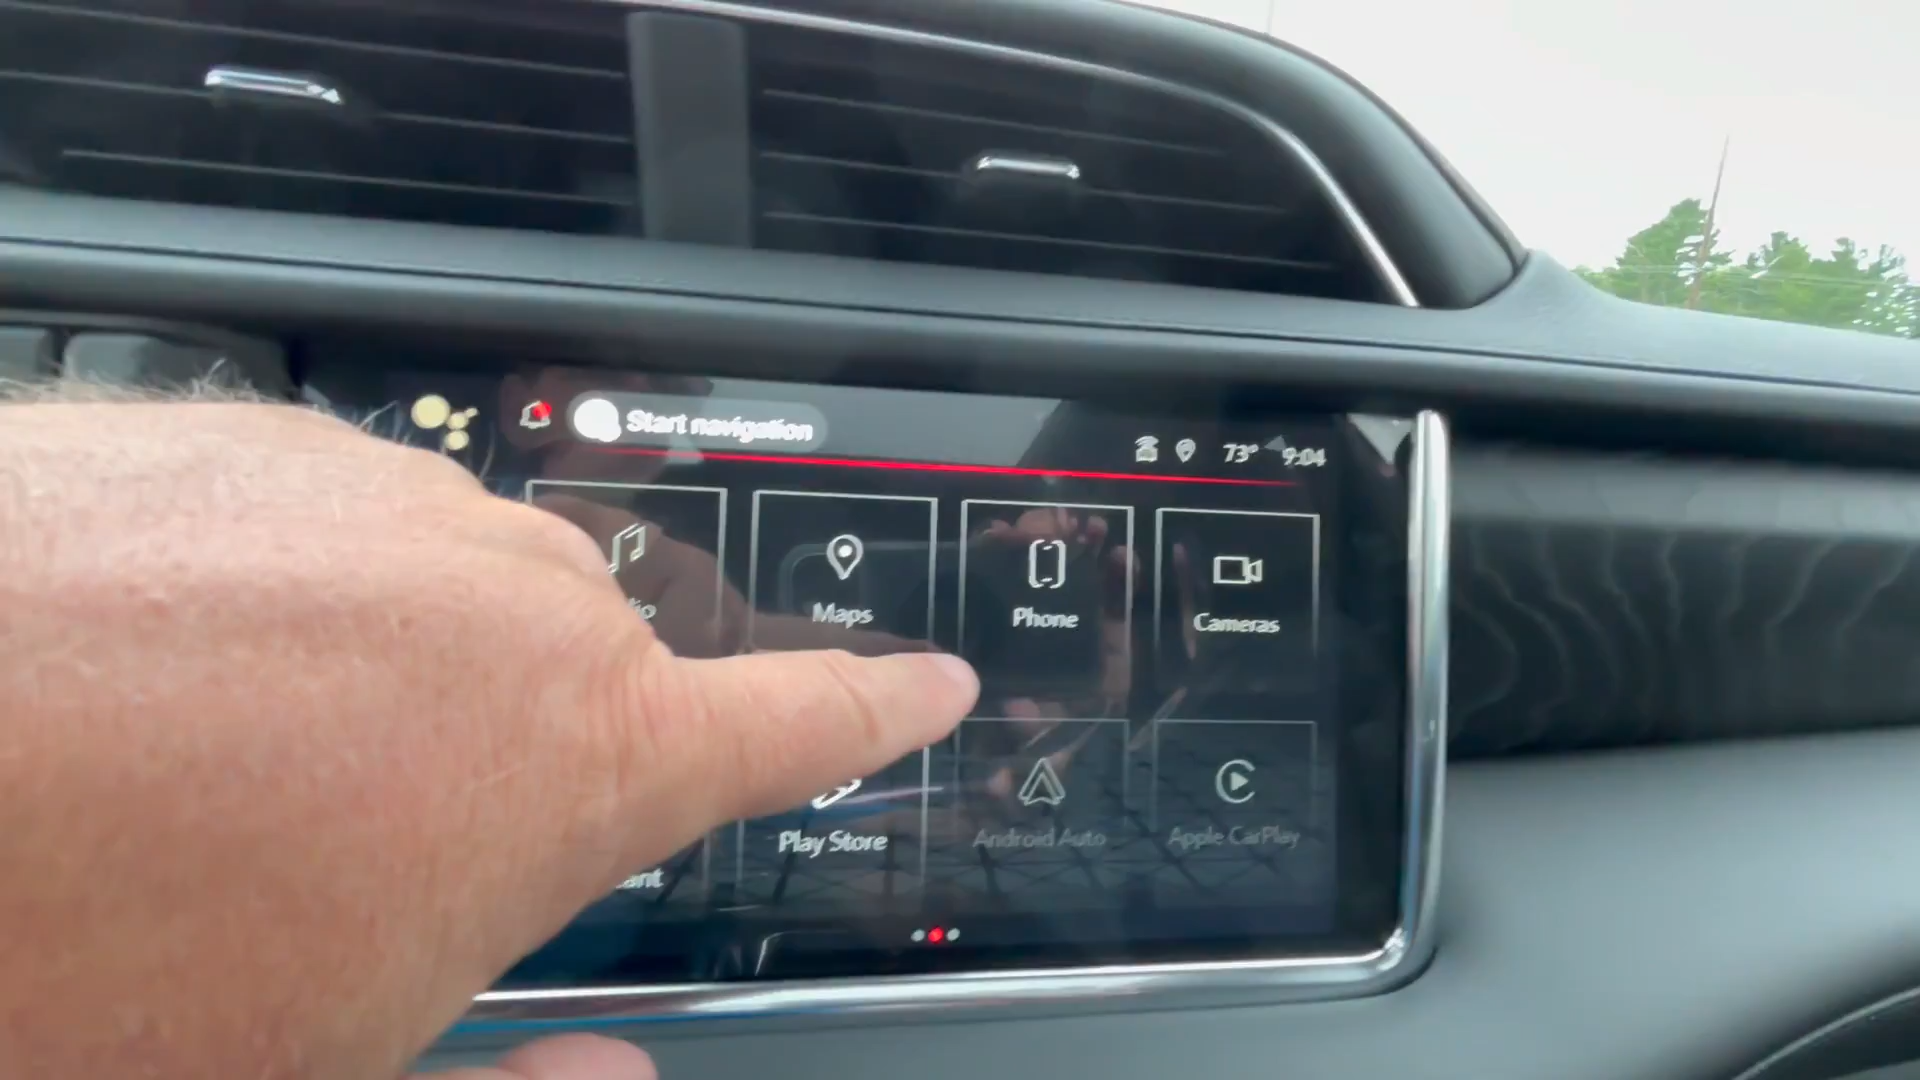 Start navigation
73° 9:04
Maps
Phone
Cameras
Play Store
Android Auto
Apple CarPlay